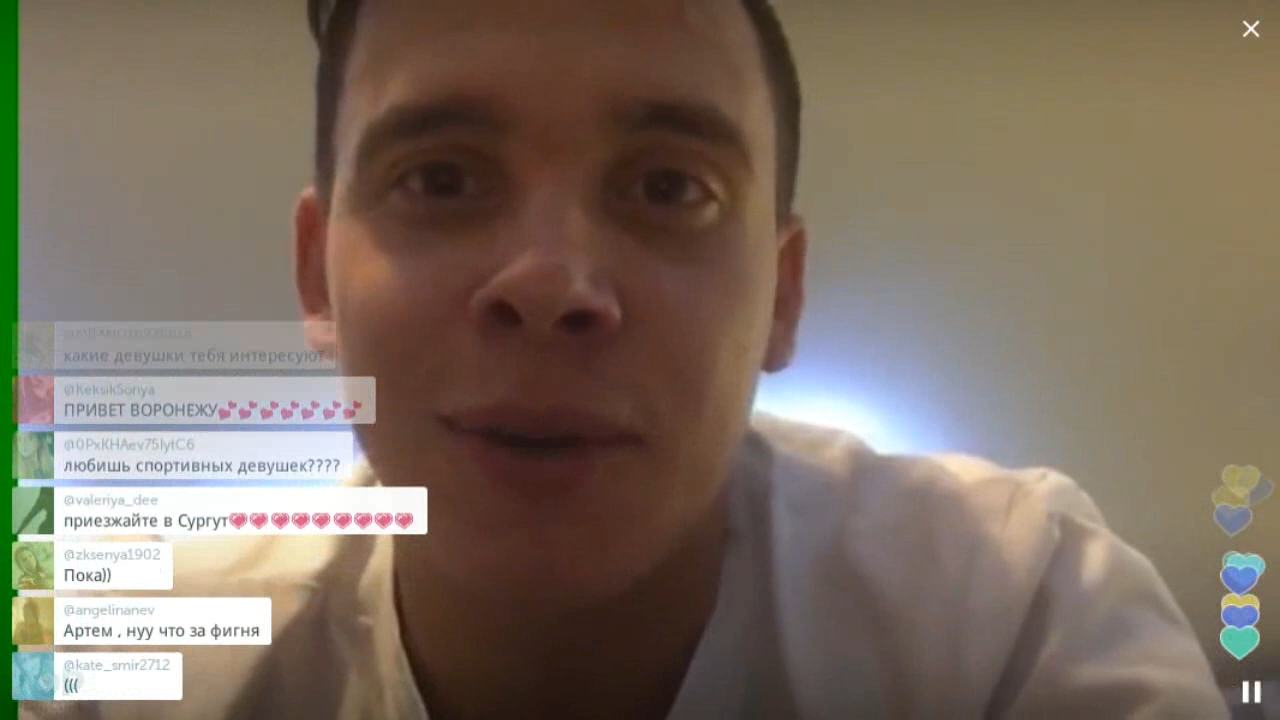 какие девушки тебя интересуют
@KeksikSonya
ПРИВЕТ ВОРОНЕЖУ💕💕💕💕💕💕💕
@0PxKHAev75IytC6
любишь спортивных девушек????
@valeriya_dee
приезжайте в Сургут💗💗💗💗💗💗💗💗💗
@zksenya1902
Пока))
@angelinanev
Артем , нуу что за фигня
@kate_smir2712
(((